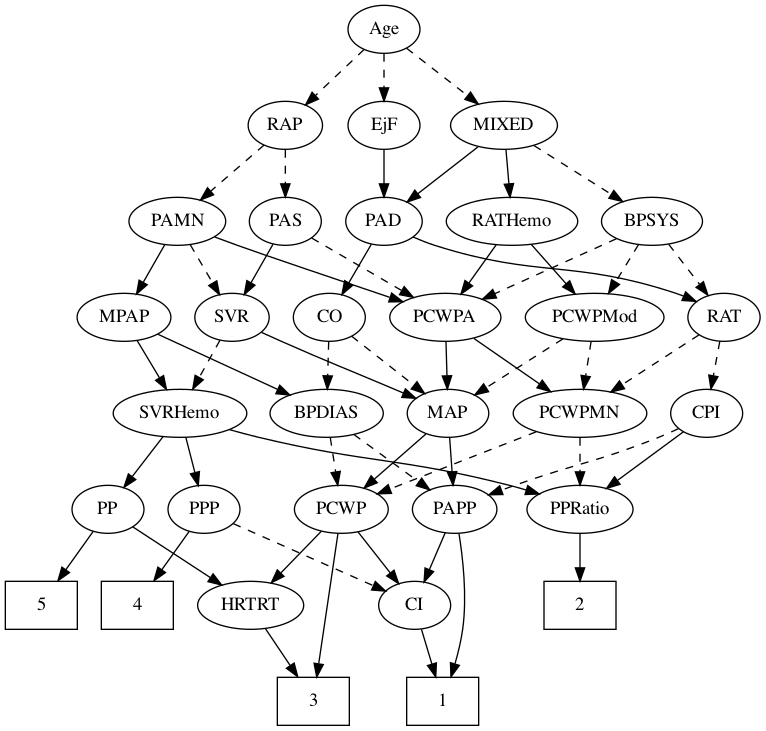 Age
RAP
EjF
MIXED
PAMN
PAS
PAD
RATHemo
BPSYS
MPAP
SVR
CO
PCWPA
PCWPMod
RAT
SVRHemo
BPDIAS
MAP
PCWPMN
CPI
PP
PPP
PCWP
PAPP
PPRatio
5
4
HRTRT
CI
2
3
1